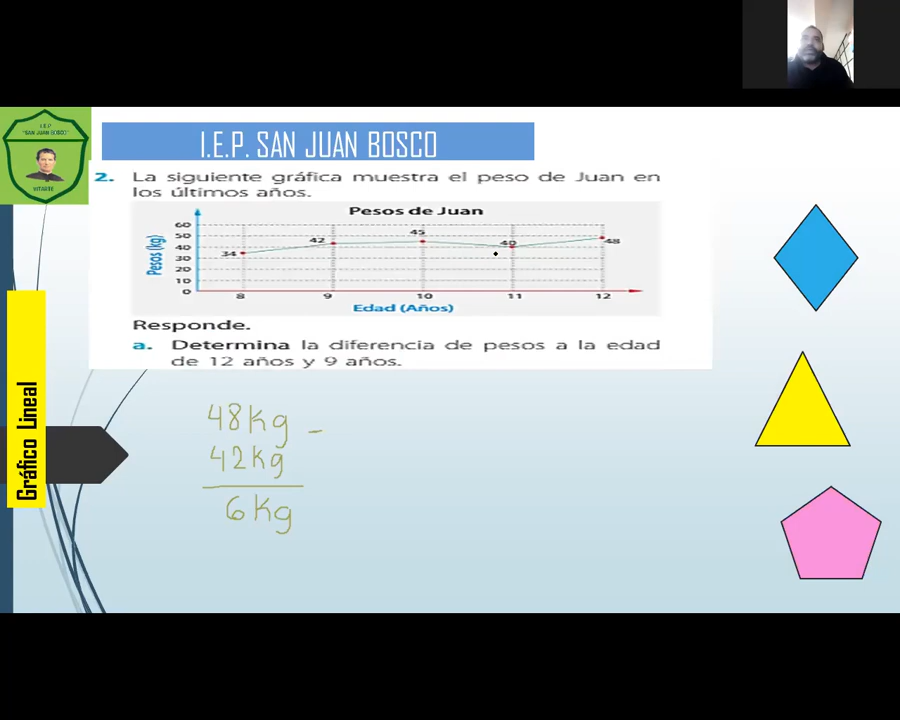 I.E.P.
"SAN JUAN BOSCO"
VITARTE
I.E.P. SAN JUAN BOSCO
2. La siguiente gráfica muestra el peso de Juan en
los últimos años.
Pesos de Juan
Pesos (kg)
60
50
40
30
20
10
0
34
42
45
40
48
8 9 10 11 12
Edad (Años)
Responde.
a. Determina la diferencia de pesos a la edad
de 12 años y 9 años.
Gráfico Lineal
48Kg -
42Kg
6Kg